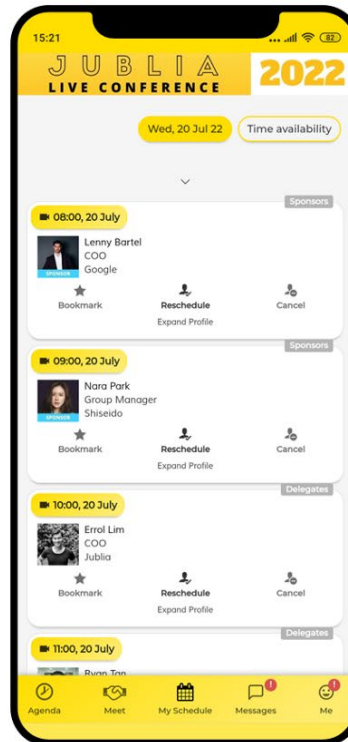 15:21
82
JUBLIA
LIVE CONFERENCE
2022
Wed, 20 Jul 22
Time availability
Sponsors
08:00, 20 July
Lenny Bartel
COO
Google
SPONSOR
Bookmark
Reschedule
Cancel
Expand Profile
Sponsors
09:00, 20 July
Nara Park
Group Manager
Shiseido
SPONSOR
Bookmark
Reschedule
Cancel
Expand Profile
Delegates
10:00, 20 July
Errol Lim
COO
Jublia
Bookmark
Reschedule
Cancel
Expand Profile
Delegates
11:00, 20 July
Ryan Tan
Agenda
Meet
My Schedule
Messages
!
Me
!